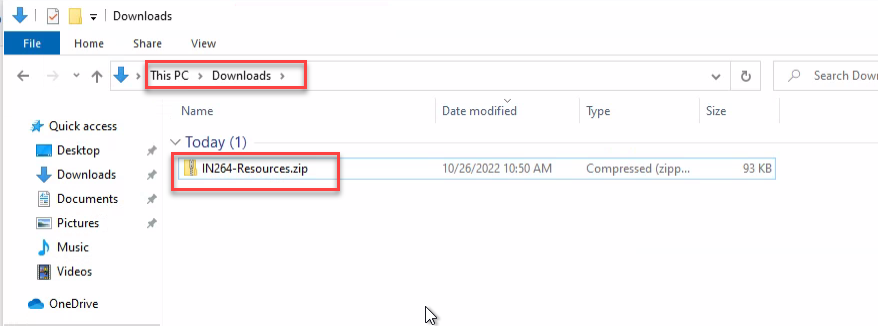 Downloads
File Home Share View
This PC Downloads Search Dow
Name Date modified Type Size
Quick access
Today (1)
Desktop
IN264-Resources.zip 10/26/2022 10:50 AM Compressed (zipp... 93 KB
Downloads
Documents
Pictures
Music
Videos
OneDrive